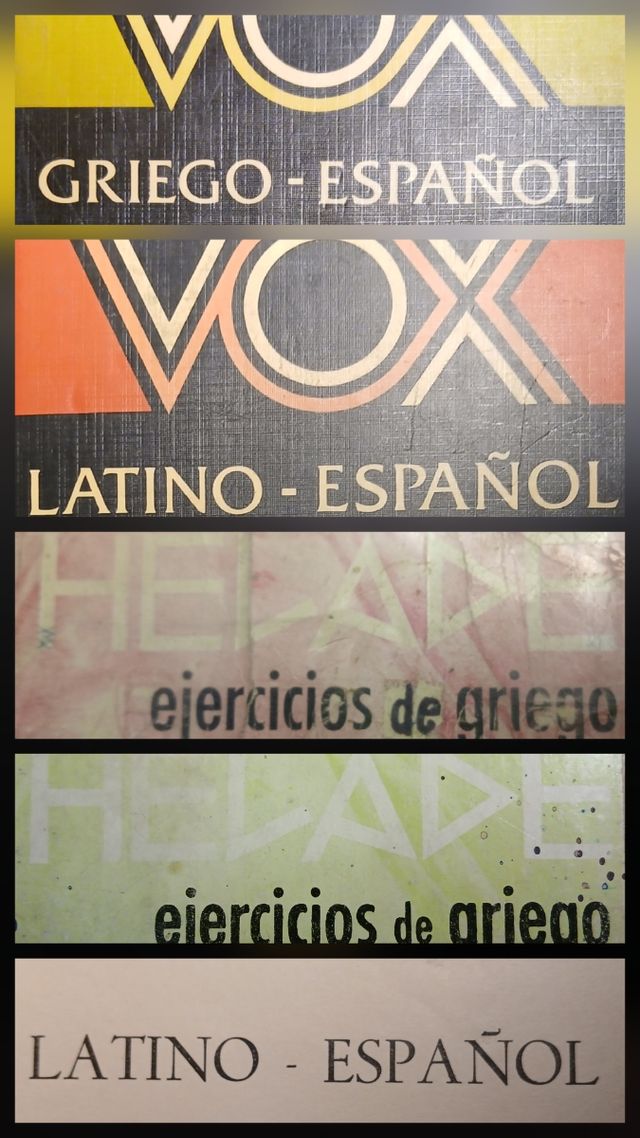 VOX
GRIEGO - ESPAÑOL
VOX
LATINO - ESPAÑOL
HELADE
ejercicios de griego
HELADE
ejercicios de griego
LATINO - ESPAÑOL